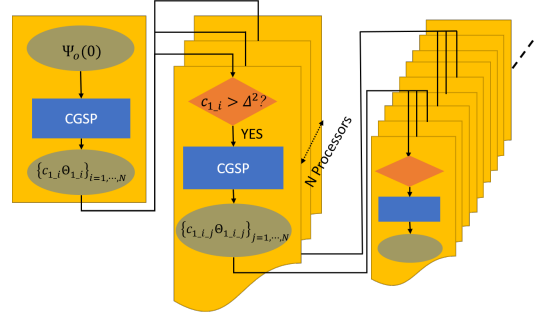 Ψₒ(0)
CGSP
{c₁_ᵢΘ₁_ᵢ}ᵢ₌₁,...,N
c₁_ᵢ > Δ²?
YES
CGSP
{c₁_ᵢ_ⱼΘ₁_ᵢ_ⱼ}ⱼ₌₁,...,N
N Processors